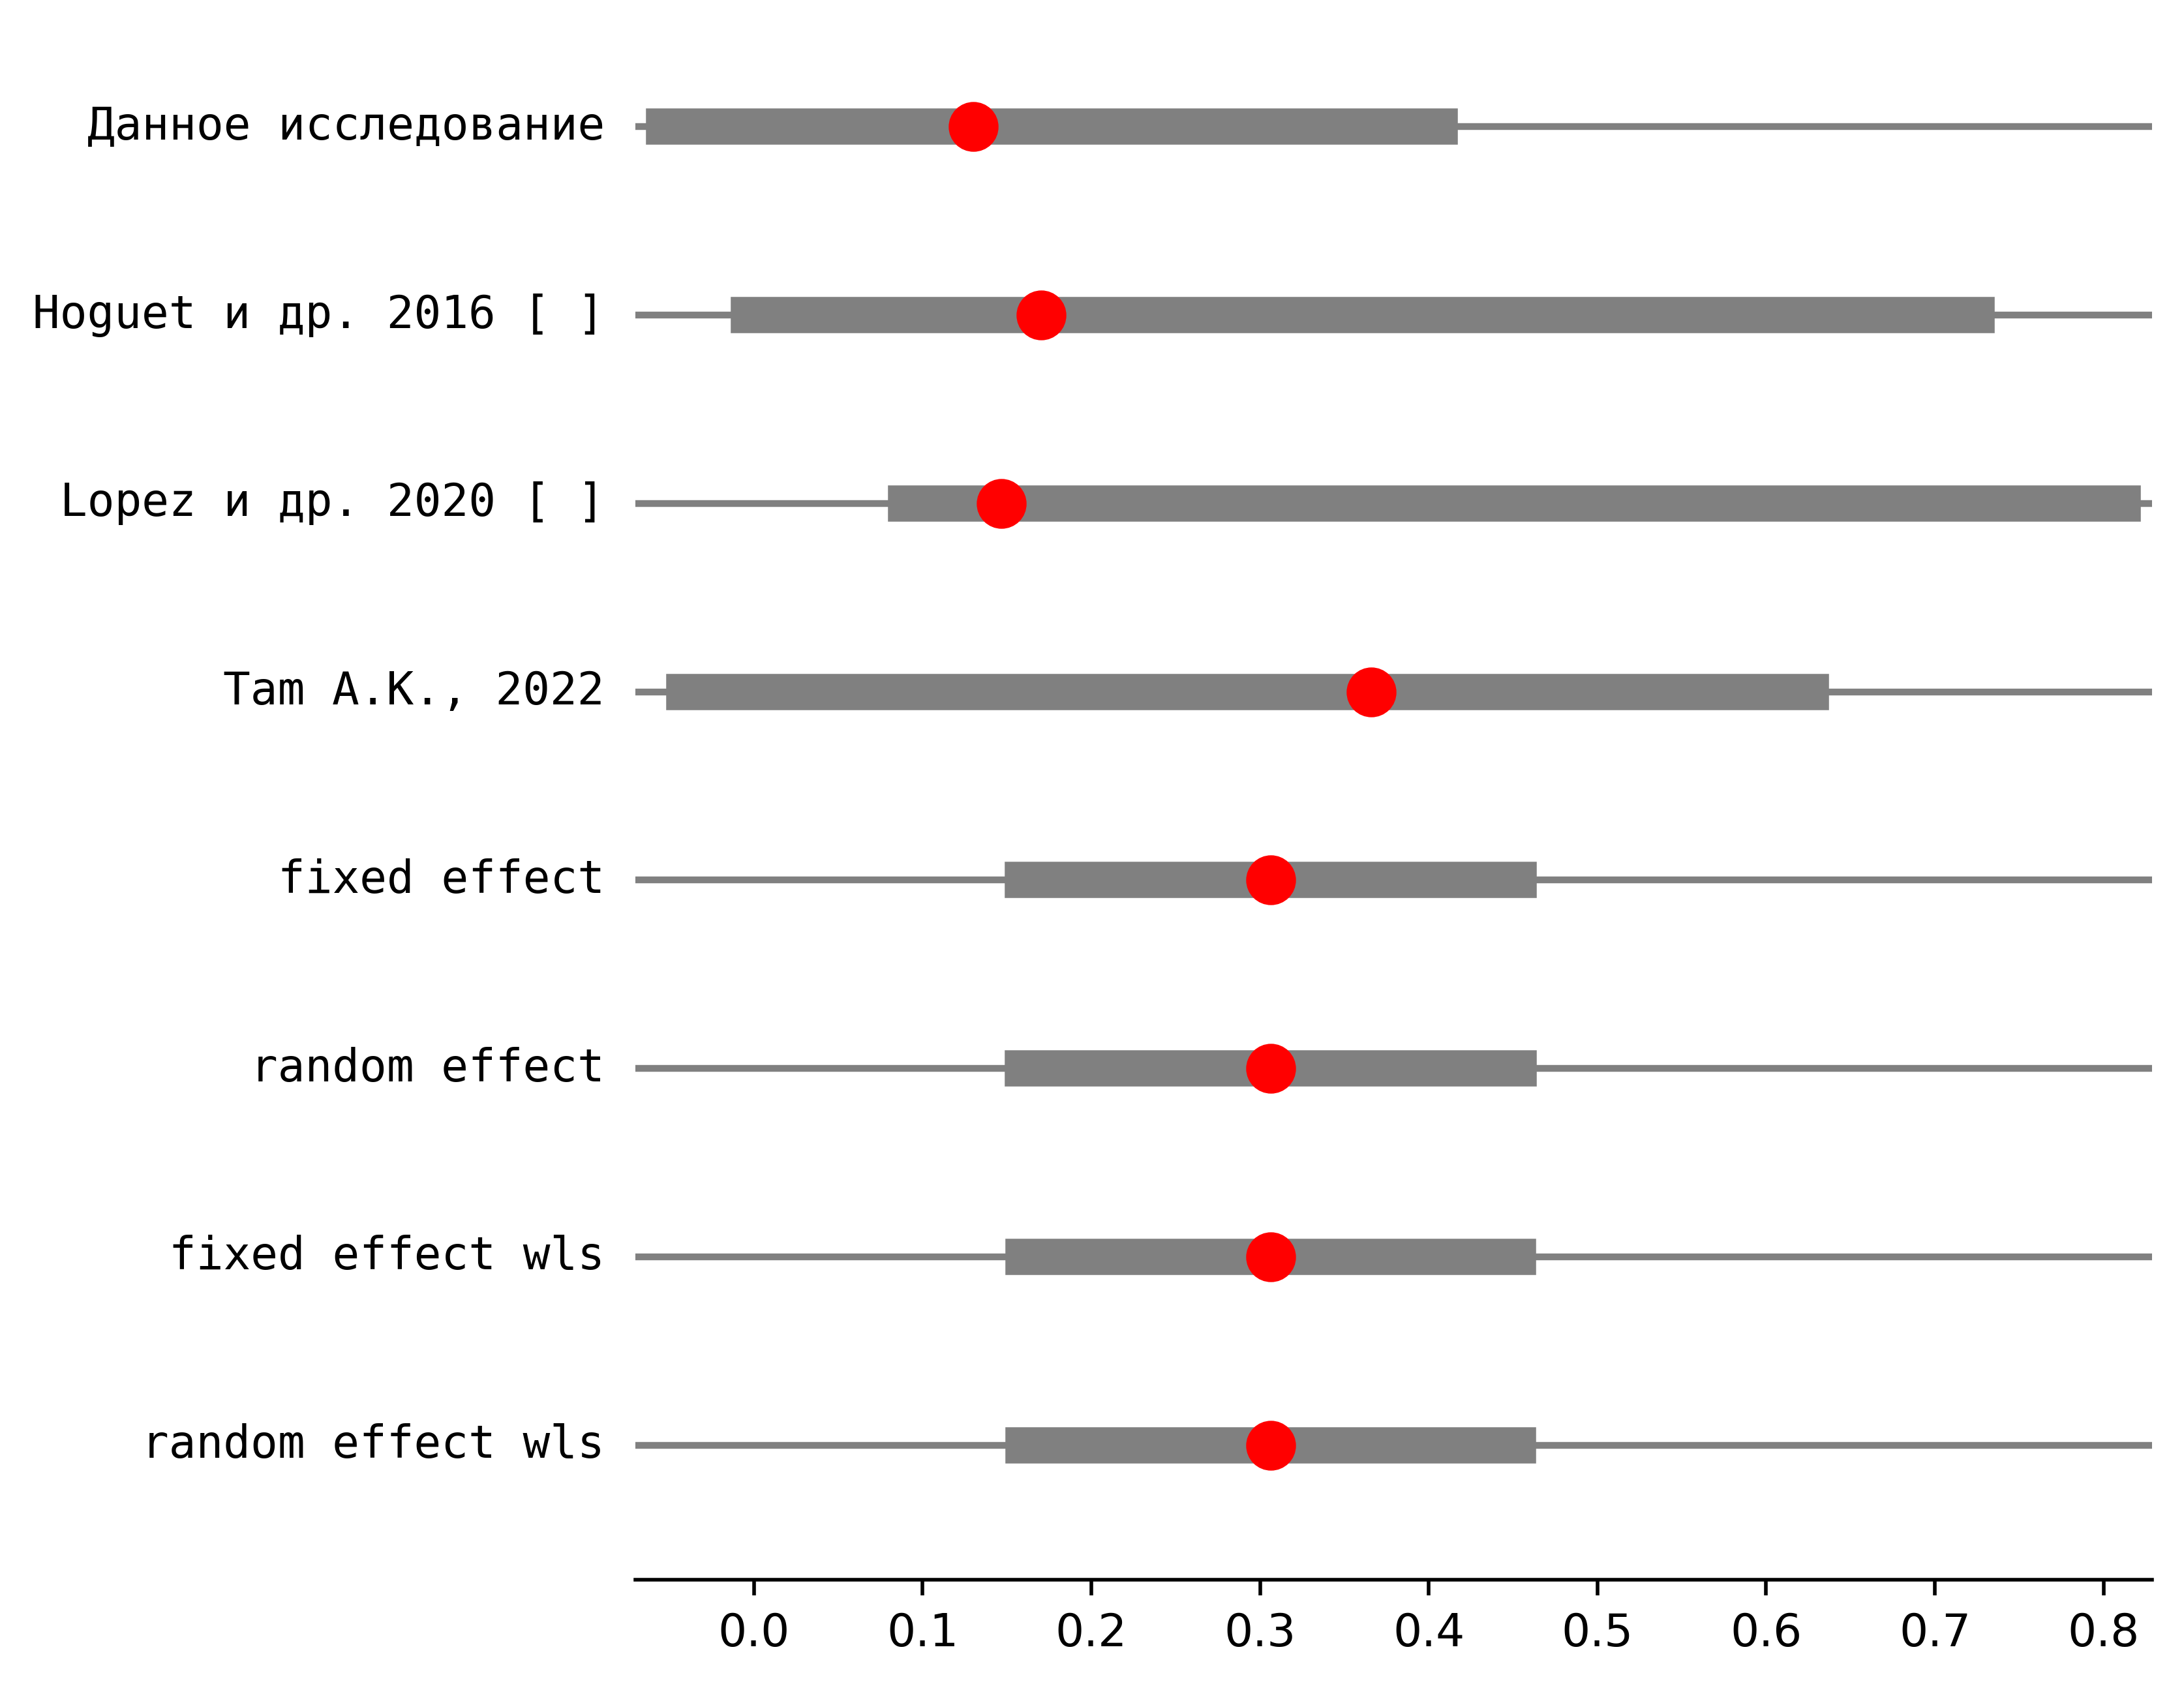 Данное исследование
Hoguet и др. 2016 [ ]
Lopez и др. 2020 [ ]
Tam A.K., 2022
fixed effect
random effect
fixed effect wls
random effect wls
0.0 0.1 0.2 0.3 0.4 0.5 0.6 0.7 0.8